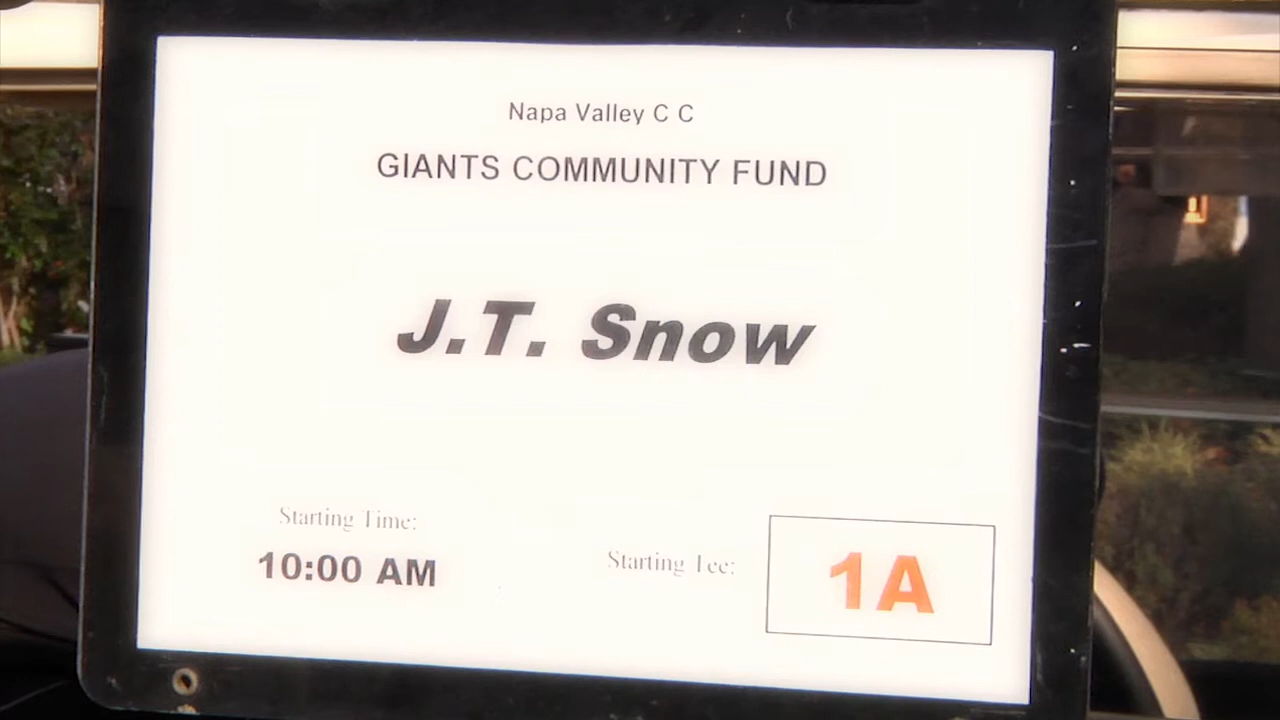 Napa Valley C C
GIANTS COMMUNITY FUND
J.T. Snow
Starting Time:
10:00 AM
Starting Tee:
1A